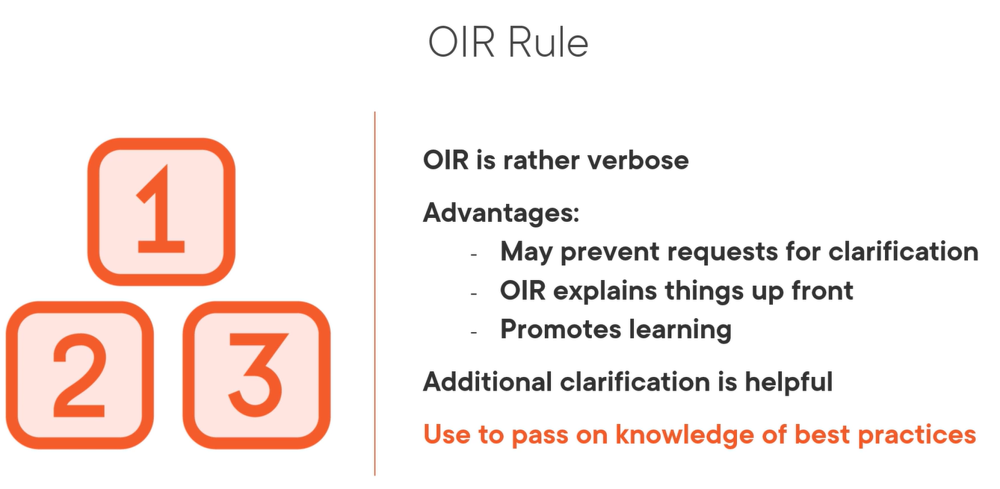 OIR Rule
1
2
3
OIR is rather verbose
Advantages:
- May prevent requests for clarification
- OIR explains things up front
- Promotes learning
Additional clarification is helpful
Use to pass on knowledge of best practices